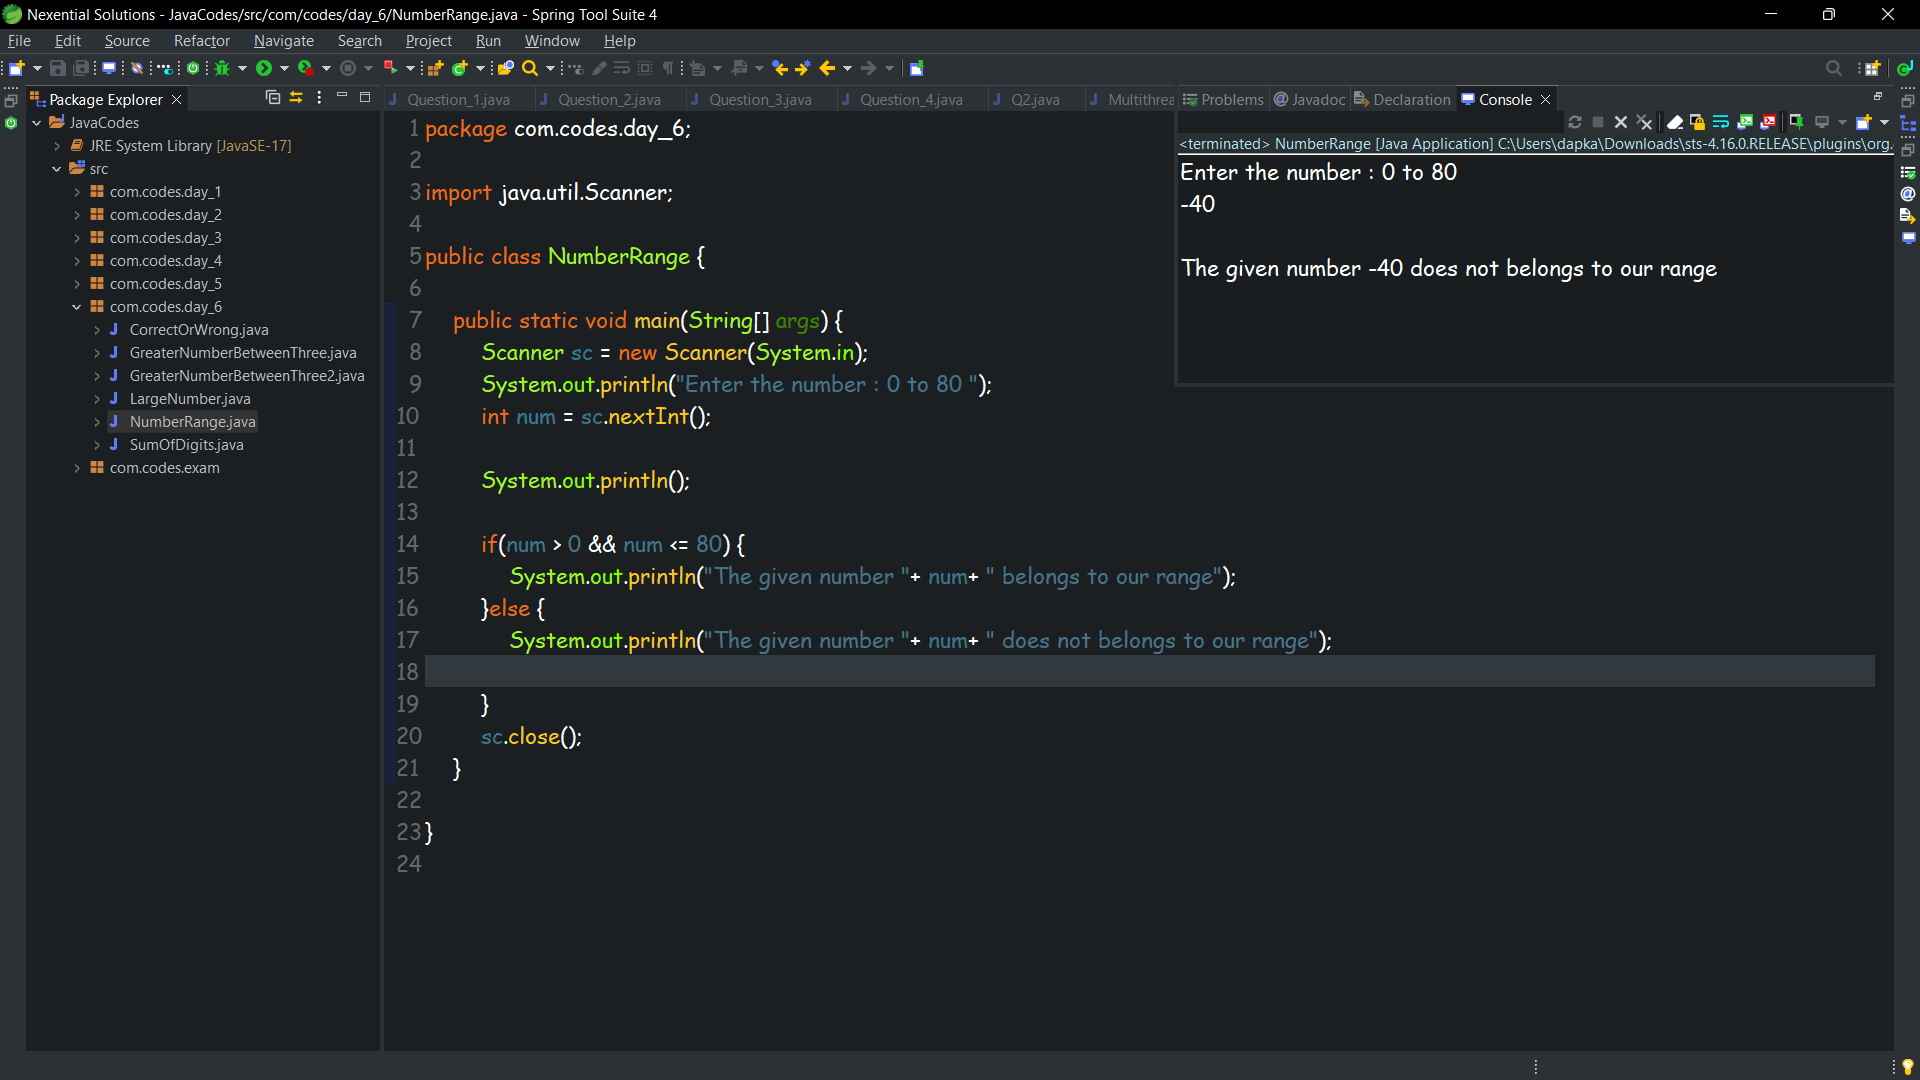 Nexential Solutions - JavaCodes/src/com/codes/day_6/NumberRange.java - Spring Tool Suite 4
File Edit Source Refactor Navigate Search Project Run Window Help
Package Explorer
JavaCodes
JRE System Library [JavaSE-17]
src
com.codes.day_1
com.codes.day_2
com.codes.day_3
com.codes.day_4
com.codes.day_5
com.codes.day_6
CorrectOrWrong.java
GreaterNumberBetweenThree.java
GreaterNumberBetweenThree2.java
LargeNumber.java
NumberRange.java
SumOfDigits.java
com.codes.exam
Question_1.java Question_2.java Question_3.java Question_4.java Q2.java Multithrea
1 package com.codes.day_6;
2
3 import java.util.Scanner;
4
5 public class NumberRange {
6
7 public static void main(String[] args) {
8 Scanner sc = new Scanner(System.in);
9 System.out.println("Enter the number : 0 to 80 ");
10 int num = sc.nextInt();
11
12 System.out.println();
13
14 if(num > 0 && num <= 80) {
15 System.out.println("The given number "+ num+ " belongs to our range");
16 }else {
17 System.out.println("The given number "+ num+ " does not belongs to our range");
18
19 }
20 sc.close();
21 }
22
23 }
24
Problems Javadoc Declaration Console
<terminated> NumberRange [Java Application] C:\Users\dapka\Downloads\sts-4.16.0.RELEASE\plugins\org.
Enter the number : 0 to 80
-40
The given number -40 does not belongs to our range